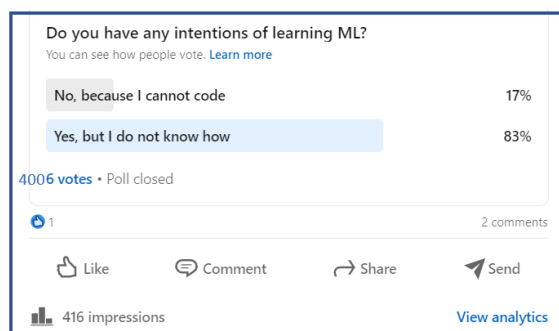 Do you have any intentions of learning ML?
You can see how people vote. Learn more
No, because I cannot code 17%
Yes, but I do not know how 83%
4006 votes • Poll closed
1 2 comments
Like Comment Share Send
416 impressions View analytics